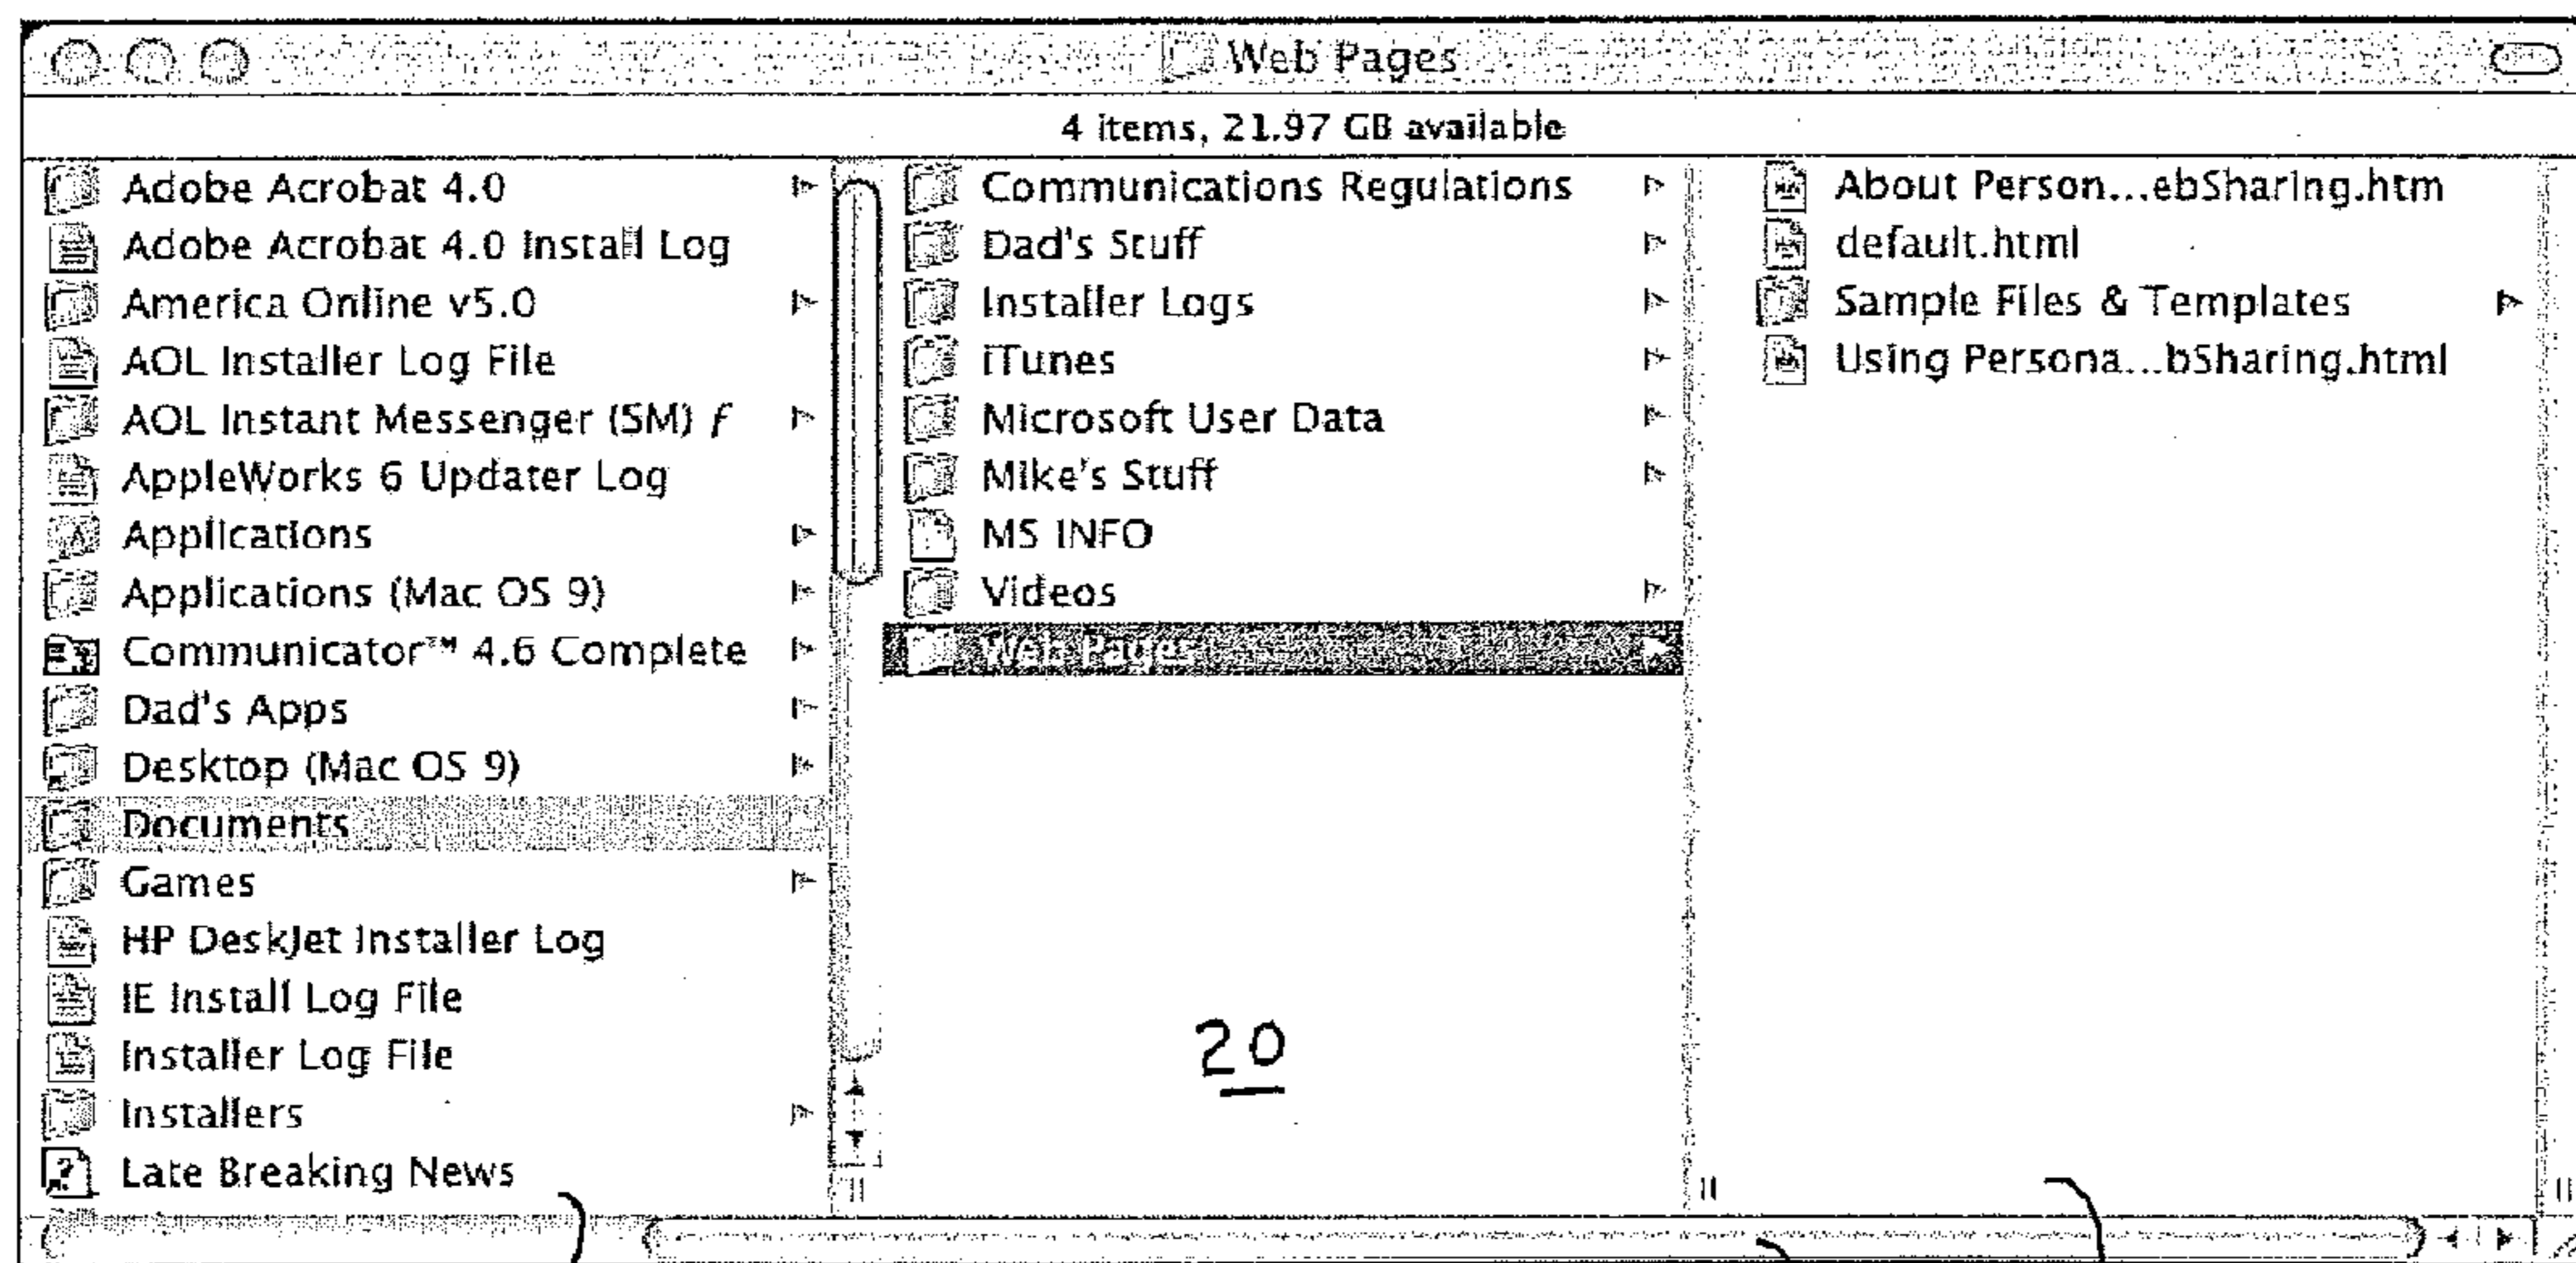 Web Pages
4 items, 21.97 GB available
Adobe Acrobat 4.0
Adobe Acrobat 4.0 Install Log
America Online v5.0
AOL Installer Log File
AOL Instant Messenger (SM) ƒ
AppleWorks 6 Updater Log
Applications
Applications (Mac OS 9)
Communicator™ 4.6 Complete
Dad's Apps
Desktop (Mac OS 9)
Documents
Games
HP DeskJet Installer Log
IE Install Log File
Installer Log File
Installers
Late Breaking News
Communications Regulations
Dad's Stuff
Installer Logs
iTunes
Microsoft User Data
Mike's Stuff
MS INFO
Videos
Web Pages
20
About Person...ebSharing.htm
default.html
Sample Files & Templates
Using Persona...bSharing.html